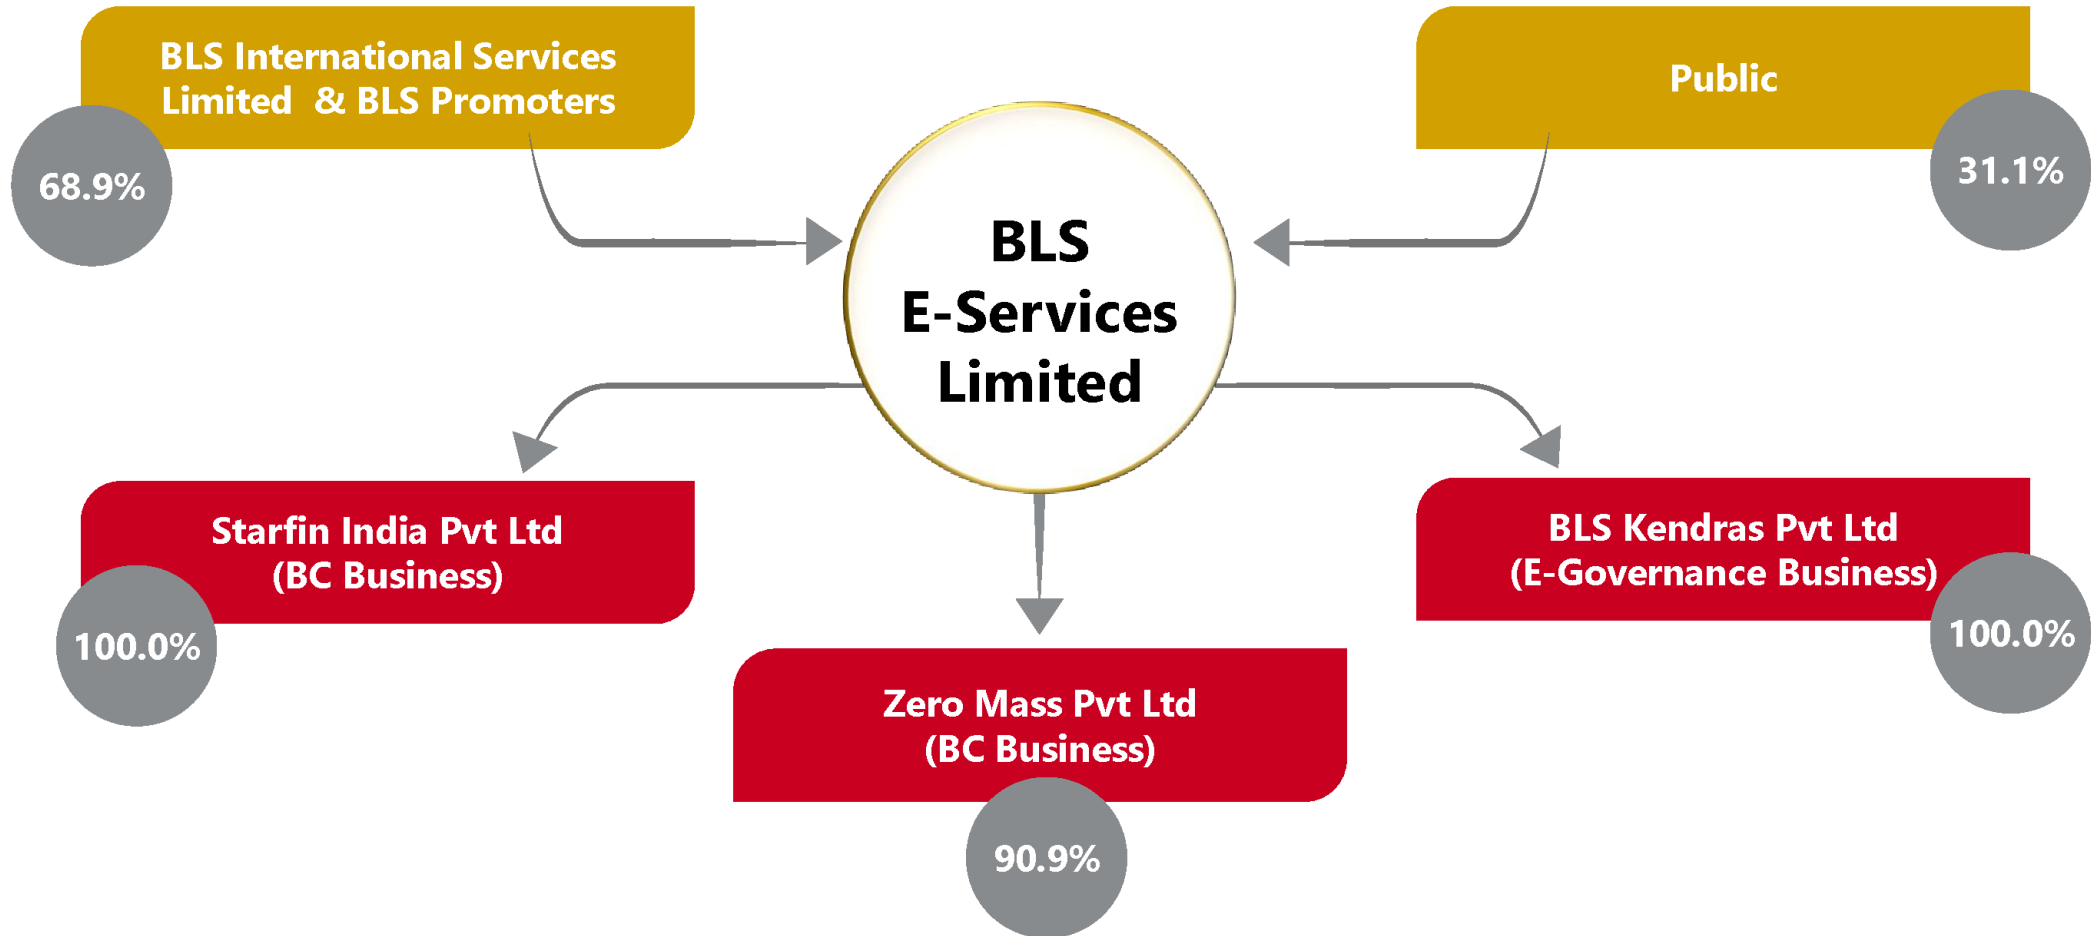 BLS International Services
Limited & BLS Promoters
68.9%
Public
31.1%
BLS
E-Services
Limited
Starfin India Pvt Ltd
(BC Business)
100.0%
BLS Kendras Pvt Ltd
(E-Governance Business)
100.0%
Zero Mass Pvt Ltd
(BC Business)
90.9%